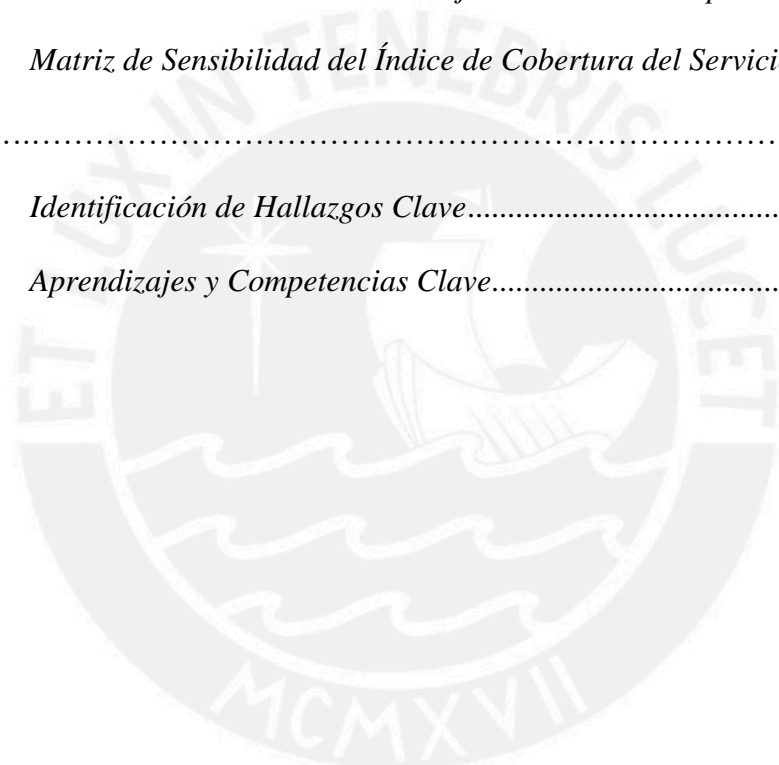 Matriz de Sensibilidad del Índice de Cobertura del Servici
….……………………………………………………………
Identificación de Hallazgos Clave.......................................
Aprendizajes y Competencias Clave....................................
ET LUX IN TENEBRIS LUCET
MCMXVII